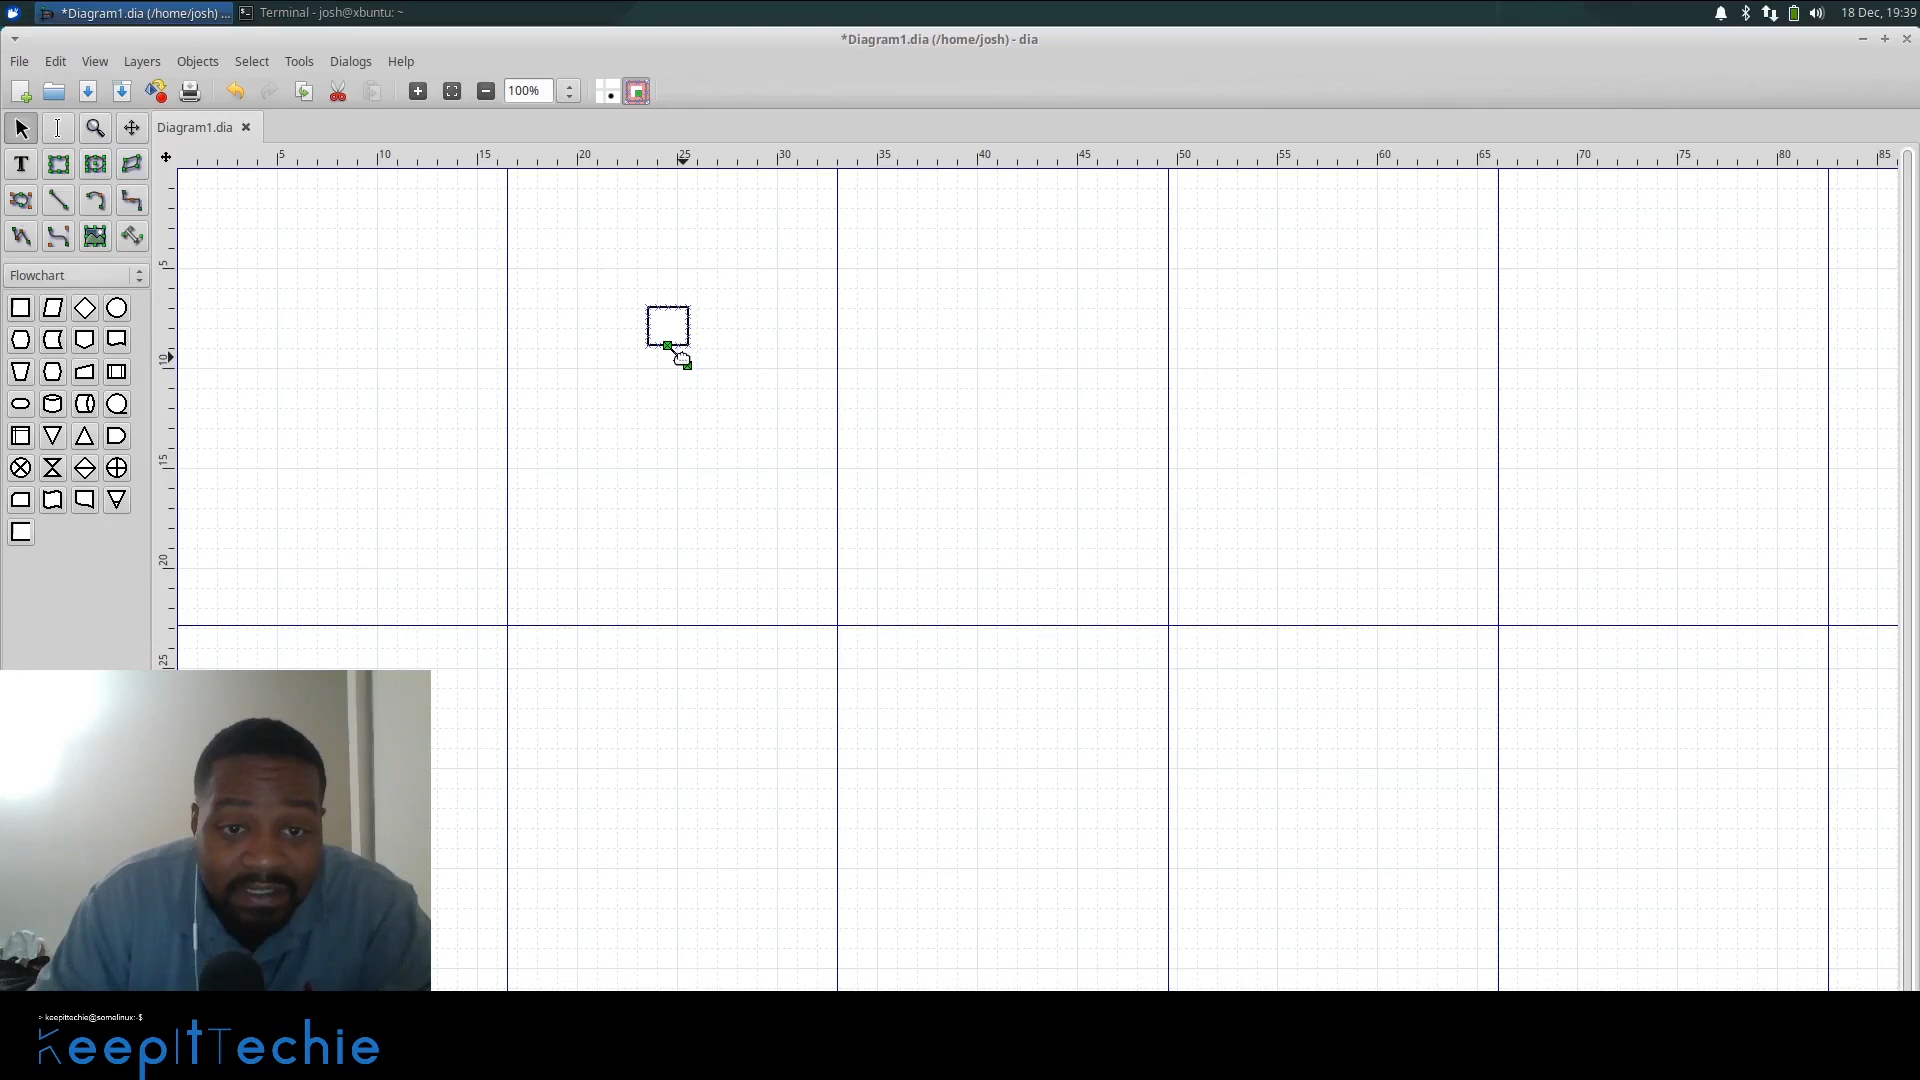 *Diagram1.dia (/home/josh) ...
Terminal - josh@xbuntu: ~
18 Dec, 19:39
*Diagram1.dia (/home/josh) - dia
File Edit View Layers Objects Select Tools Dialogs Help
100%
Diagram1.dia
5 10 15 20 25 30 35 40 45 50 55 60 65 70 75 80 85
T
5
10
Flowchart
15
20
25
> keepittechie@somelinux:-$
KeepItTechie